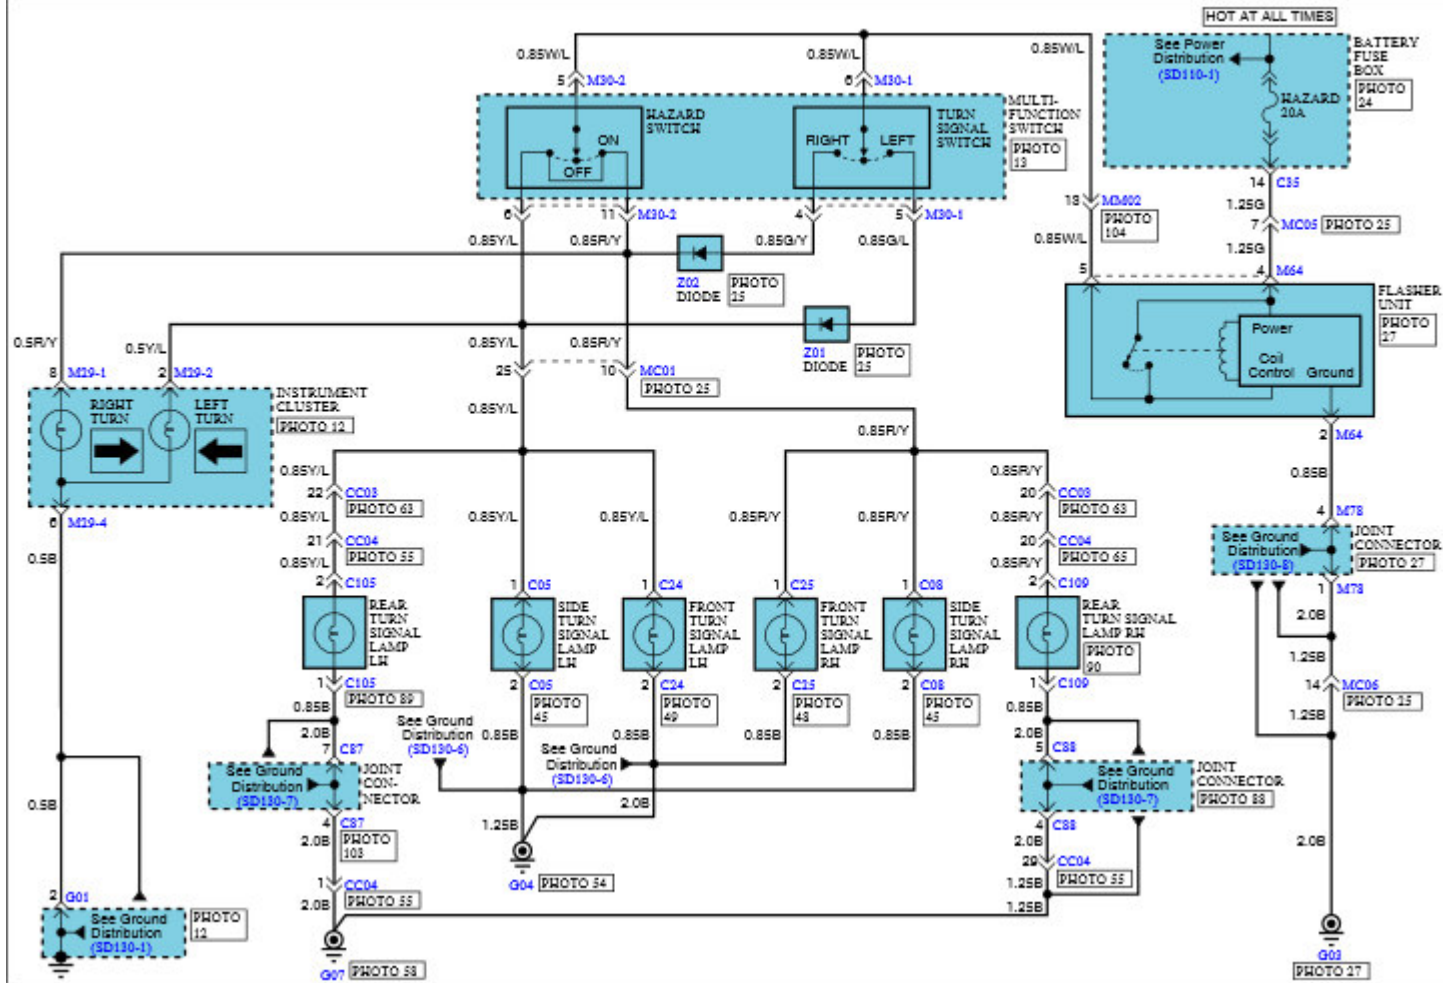 HOT AT ALL TIMES
0.85W/L
0.85W/L
0.85W/L
See Power
Distribution
(SD110-1)
BATTERY
FUSE
BOX
PHOTO
24
HAZARD
20A
5
M30-2
6
M30-1
HAZARD
SWITCH
ON
OFF
RIGHT
LEFT
TURN
SIGNAL
SWITCH
MULTI-
FUNCTION
SWITCH
PHOTO
13
14
C35
1.25G
7
MC05
PHOTO 25
1.25G
18
MM02
PHOTO
104
0.85W/L
6
11
M30-2
4
5
M30-1
0.85Y/L
0.85R/Y
0.85G/Y
0.85G/L
Z02
DIODE
PHOTO
25
Z01
DIODE
PHOTO
25
5
4
M64
FLASHER
UNIT
PHOTO
27
Power
Coil
Control
Ground
2
M64
0.5R/Y
0.5Y/L
0.85Y/L
0.85R/Y
8
M29-1
2
M29-2
25
10
MC01
PHOTO 25
INSTRUMENT
CLUSTER
PHOTO 12
RIGHT
TURN
LEFT
TURN
0.85Y/L
0.85R/Y
6
M29-4
0.5B
0.85Y/L
22
CC03
PHOTO 63
0.85Y/L
21
CC04
PHOTO 55
0.85Y/L
2
C105
0.85Y/L
0.85Y/L
0.85R/Y
0.85R/Y
0.85R/Y
20
CC03
PHOTO 63
0.85R/Y
20
CC04
PHOTO 65
0.85R/Y
2
C109
0.85B
4
M78
See Ground
Distribution
(SD130-8)
JOINT
CONNECTOR
PHOTO 27
1
M78
2.0B
1.25B
14
MC06
PHOTO 25
1.25B
1
C05
1
C24
1
C25
1
C08
REAR
TURN
SIGNAL
LAMP
LH
SIDE
TURN
SIGNAL
LAMP
LH
FRONT
TURN
SIGNAL
LAMP
LH
FRONT
TURN
SIGNAL
LAMP
RH
SIDE
TURN
SIGNAL
LAMP
RH
REAR
TURN SIGNAL
LAMP RH
PHOTO
90
1
C105
PHOTO 89
2
C05
PHOTO
45
2
C24
PHOTO
49
2
C25
PHOTO
48
2
C08
PHOTO
45
1
C109
0.85B
2.0B
7
C87
See Ground
Distribution
(SD130-6)
0.85B
See Ground
Distribution
(SD130-6)
0.85B
0.85B
0.85B
0.85B
2.0B
5
C88
See Ground
Distribution
(SD130-7)
JOINT
CON-
NECTOR
See Ground
Distribution
(SD130-7)
JOINT
CONNECTOR
PHOTO 88
0.5B
4
C87
PHOTO
103
2.0B
1.25B
2.0B
4
C88
2.0B
29
CC04
PHOTO 55
1.25B
1.25B
2.0B
1
CC04
PHOTO 55
2.0B
G04
PHOTO 54
2
G01
See Ground
Distribution
(SD130-1)
PHOTO
12
G07
PHOTO 58
G03
PHOTO 27